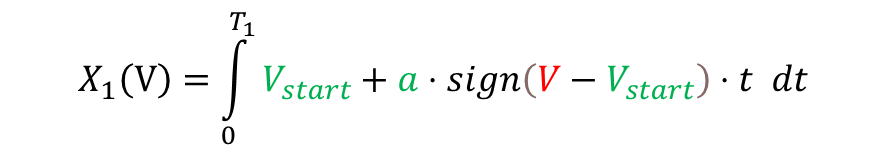 X₁(V) = ∫₀^T₁ V_start + a · sign(V − V_start) · t dt